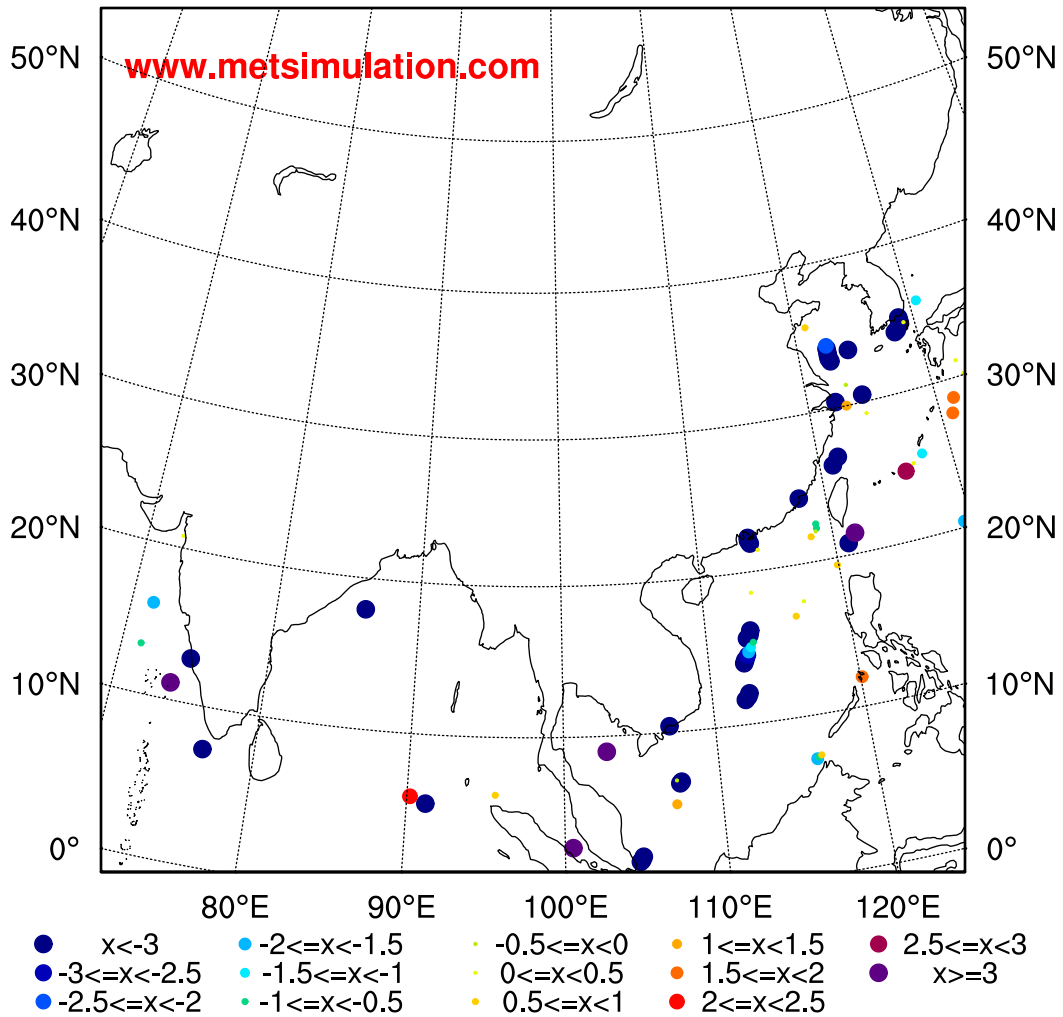 50°N 50°N
www.metsimulation.com
40°N 40°N
30°N 30°N
20°N 20°N
10°N 10°N
0° 0°
80°E 90°E 100°E 110°E 120°E
x<-3 -2<=x<-1.5 -0.5<=x<0 1<=x<1.5 2.5<=x<3
-3<=x<-2.5 -1.5<=x<-1 0<=x<0.5 1.5<=x<2 x>=3
-2.5<=x<-2 -1<=x<-0.5 0.5<=x<1 2<=x<2.5